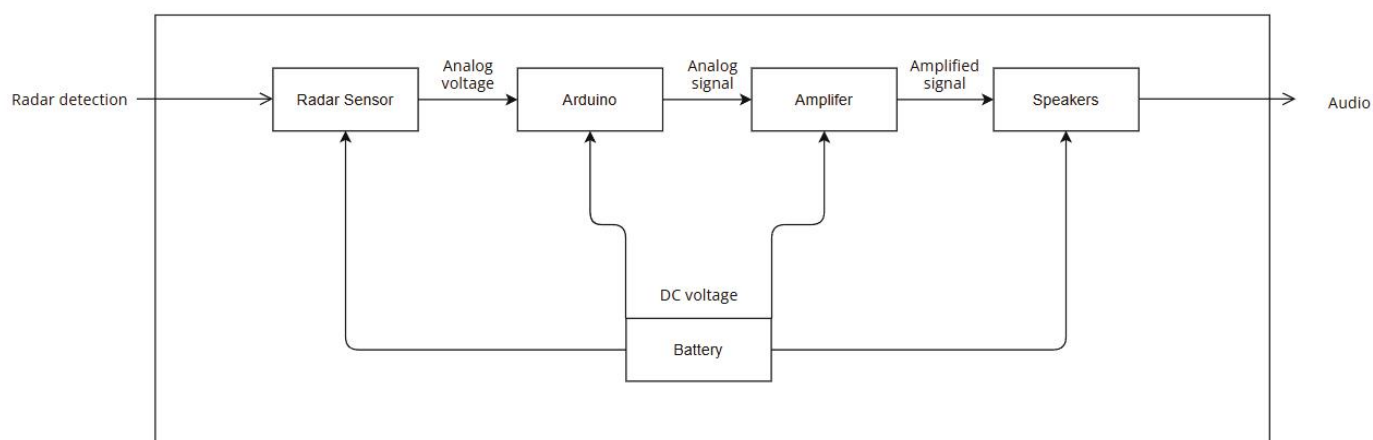 Radar detection
Radar Sensor
Analog
voltage
Arduino
Analog
signal
Amplifer
Amplified
signal
Speakers
Audio
DC voltage
Battery